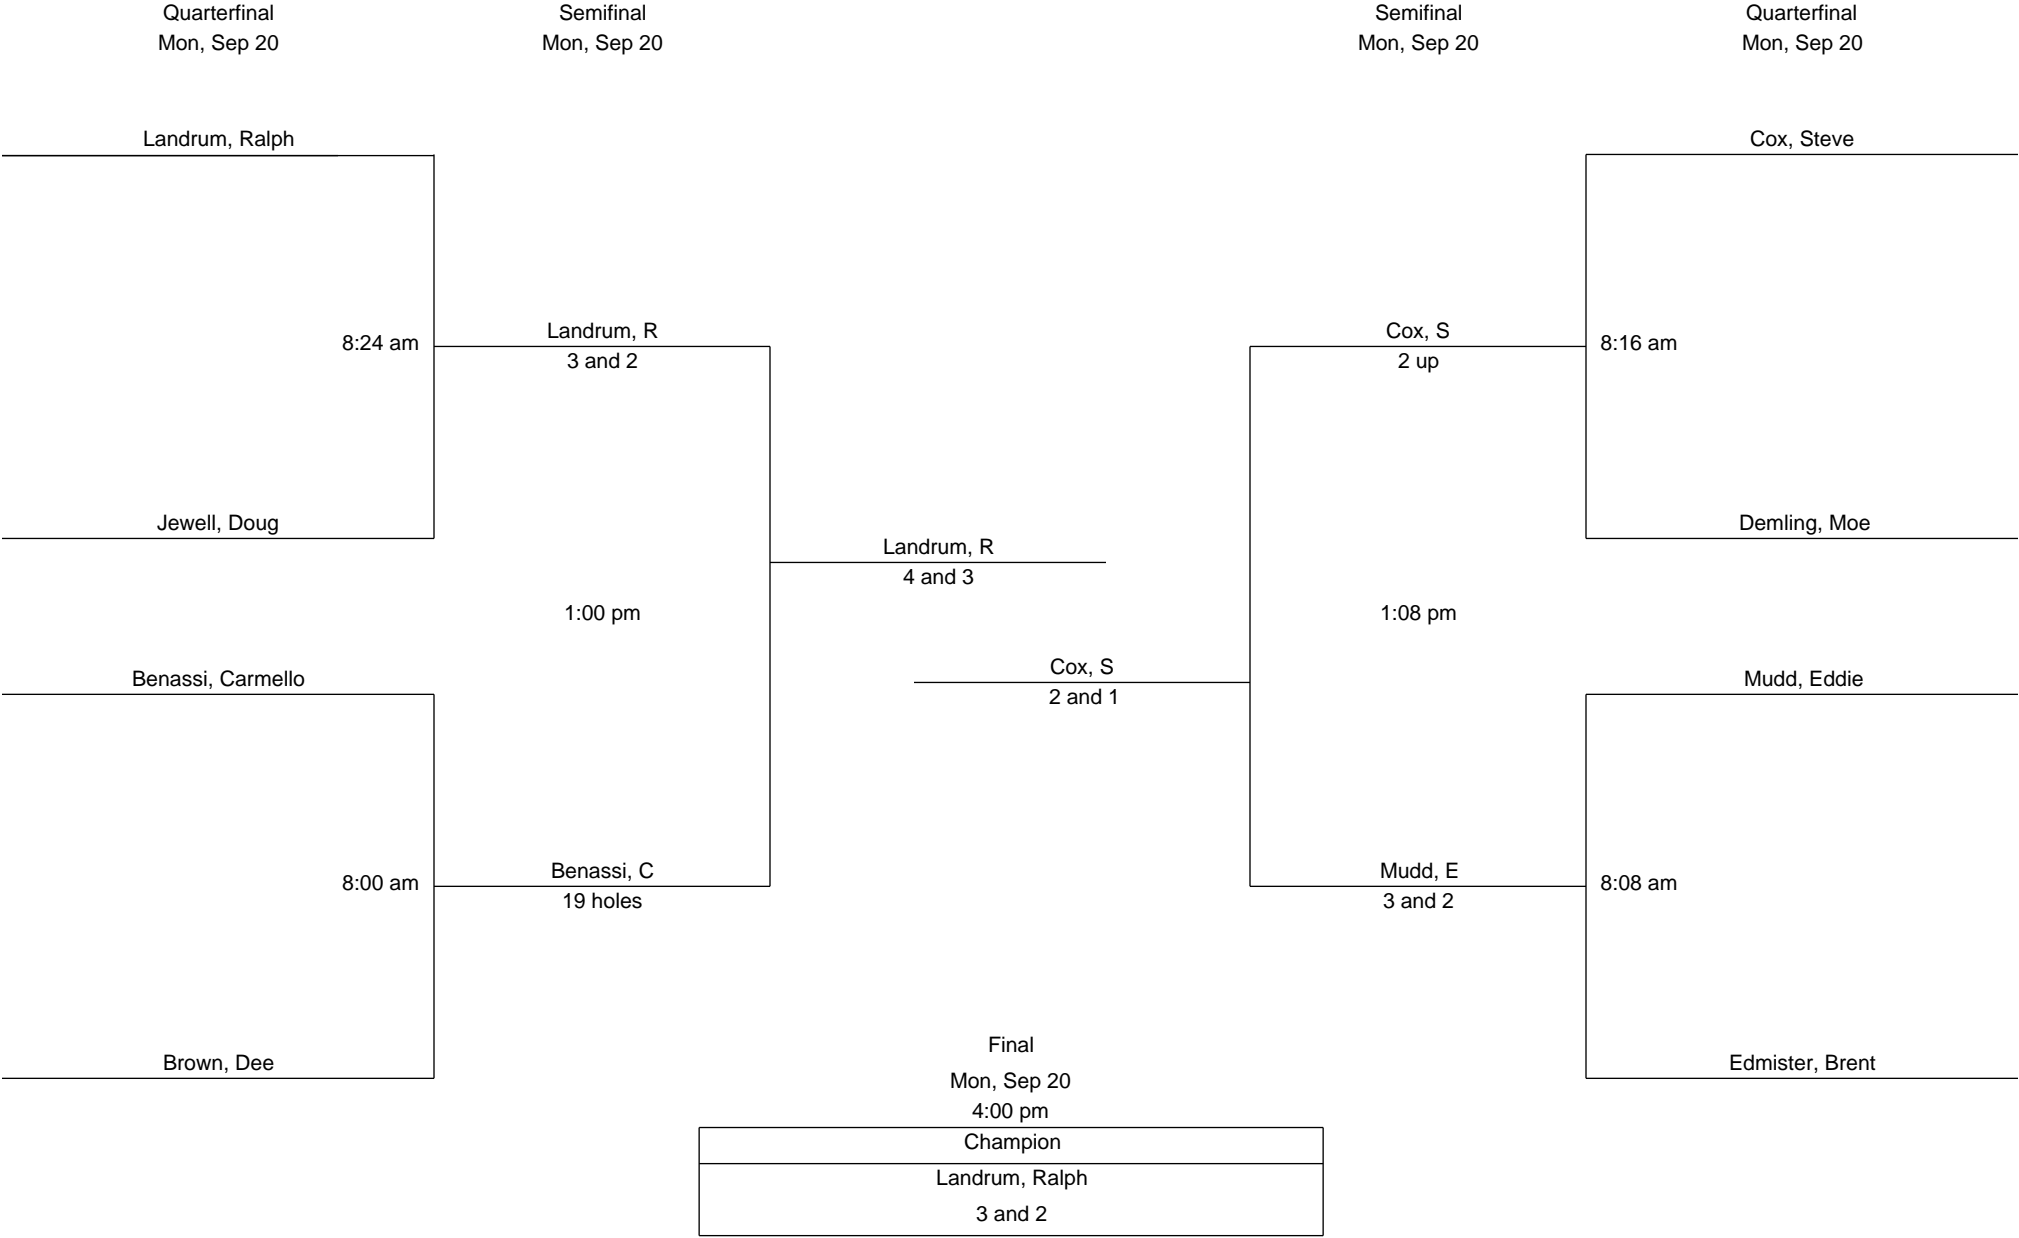 Quarterfinal
Mon, Sep 20
Semifinal
Mon, Sep 20
Semifinal
Mon, Sep 20
Quarterfinal
Mon, Sep 20
Landrum, Ralph
8:24 am
Jewell, Doug
Benassi, Carmello
8:00 am
Brown, Dee
Landrum, R
3 and 2
1:00 pm
Benassi, C
19 holes
Landrum, R
4 and 3
Cox, S
2 and 1
Cox, S
2 up
1:08 pm
Mudd, E
3 and 2
Cox, Steve
8:16 am
Demling, Moe
Mudd, Eddie
8:08 am
Edmister, Brent
Final
Mon, Sep 20
4:00 pm
Champion
Landrum, Ralph
3 and 2